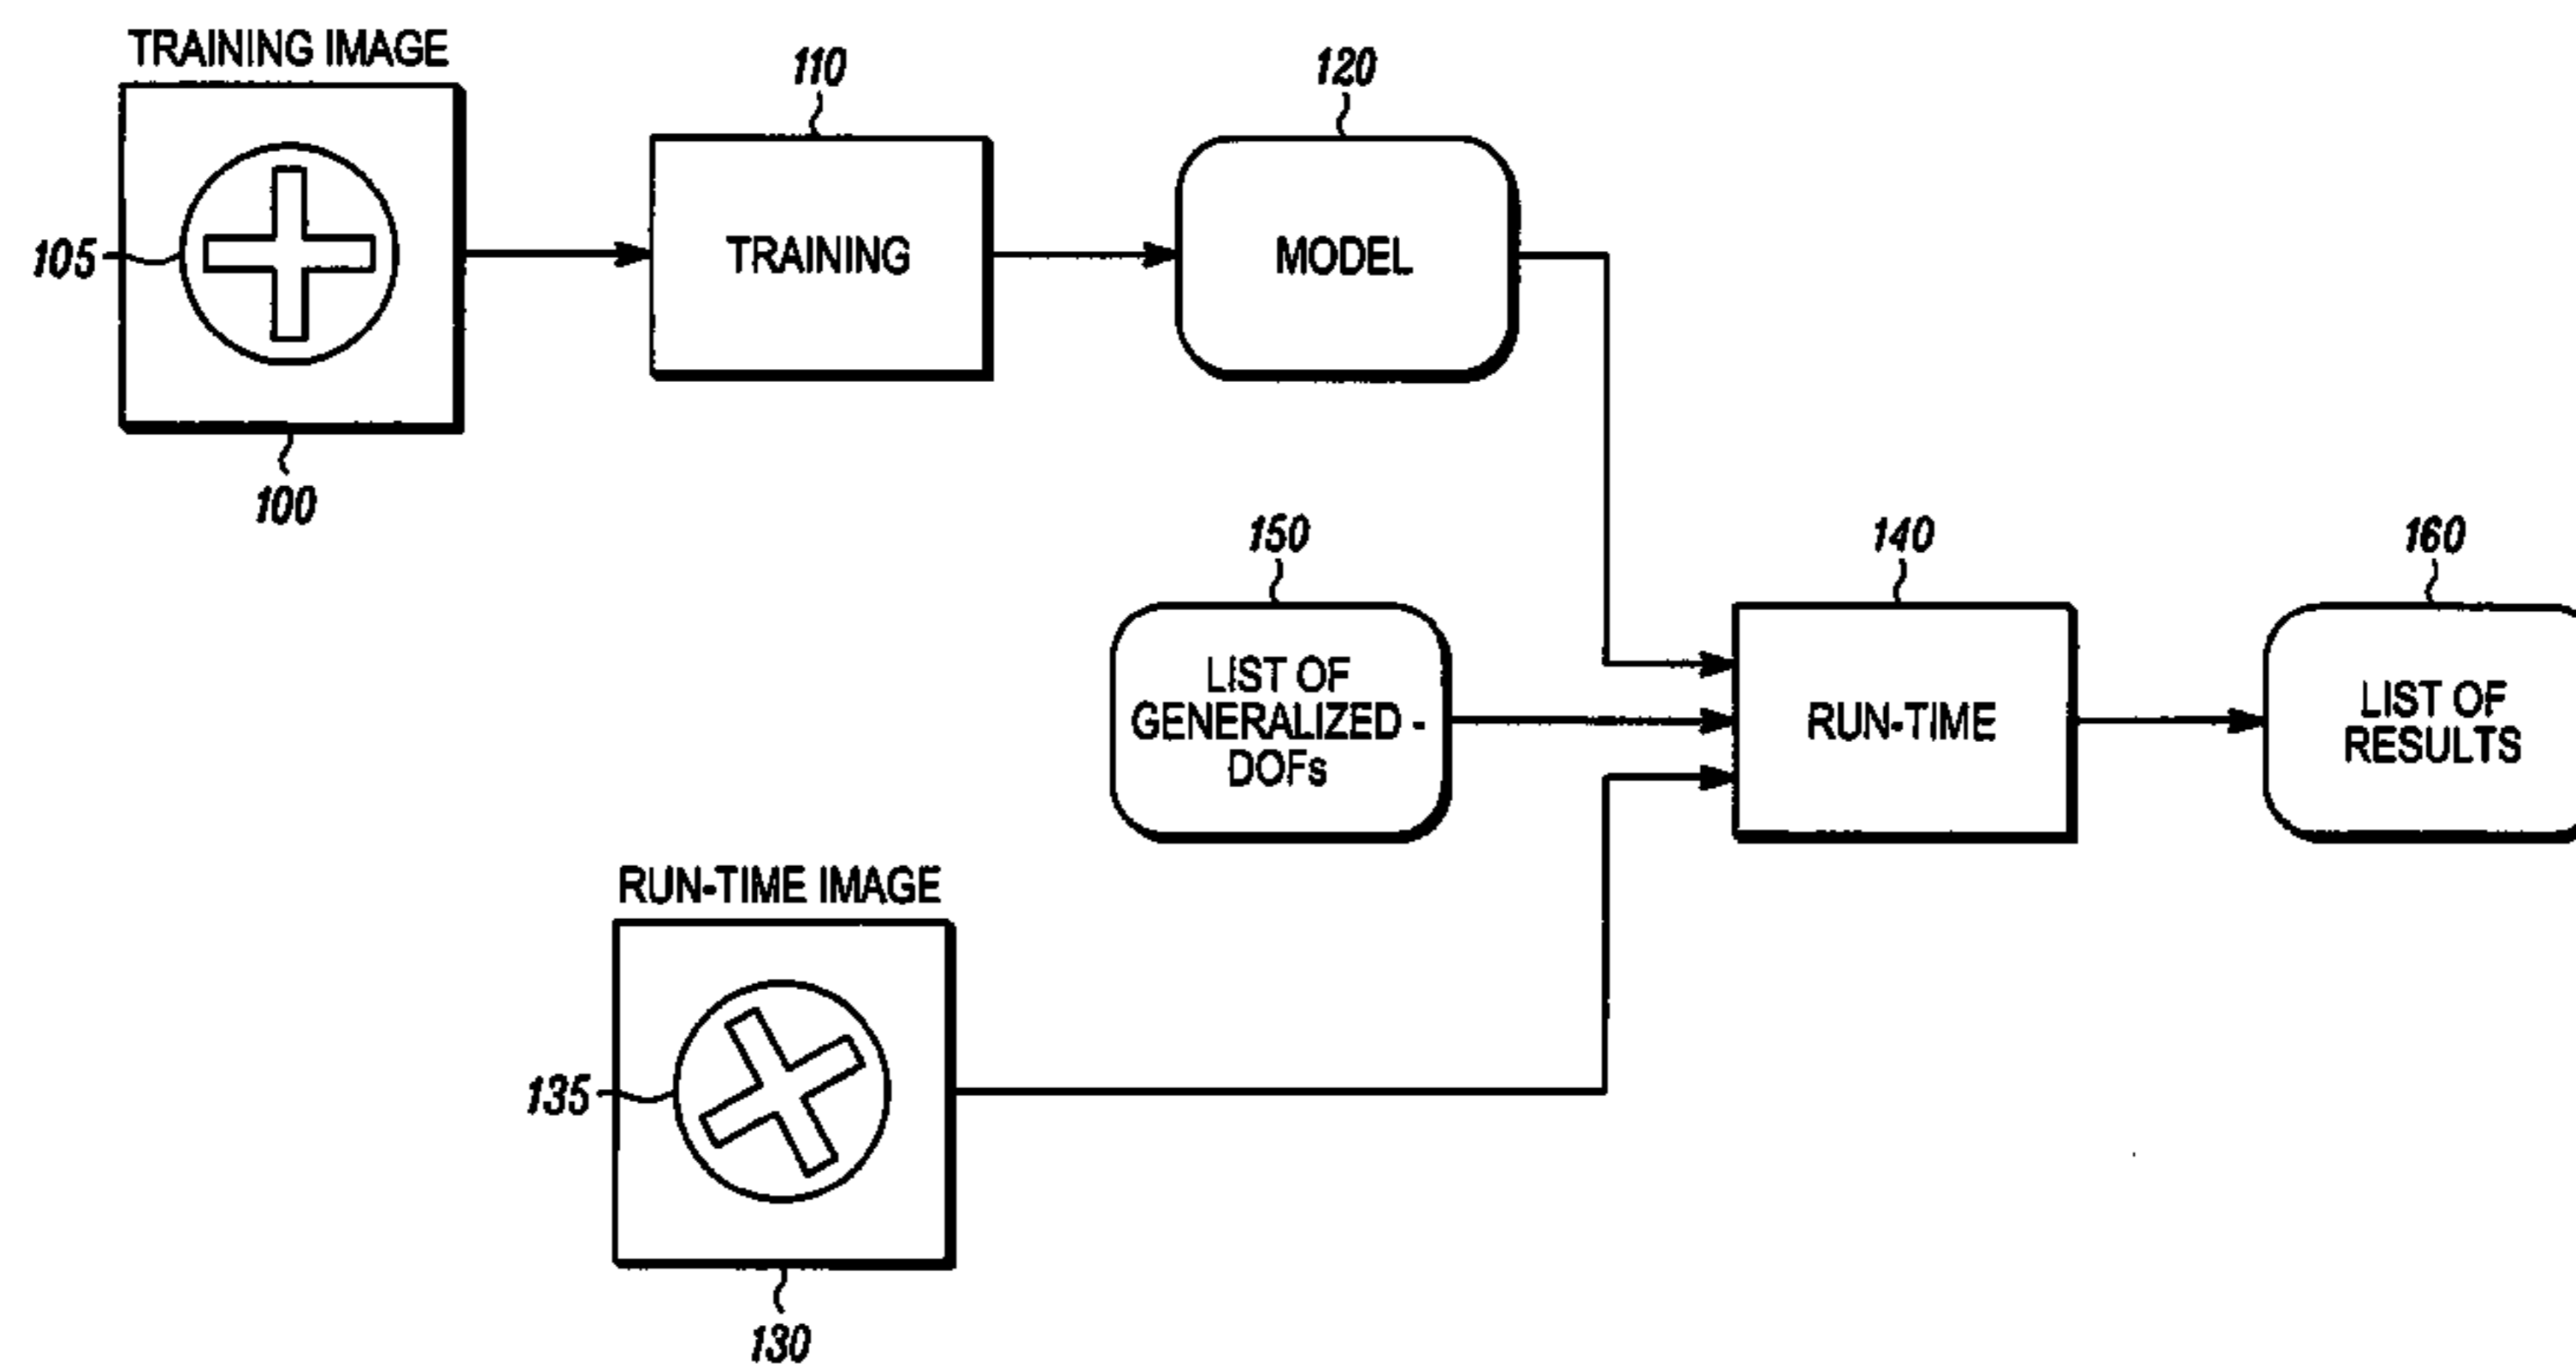 TRAINING IMAGE
105
100
110
TRAINING
120
MODEL
150
LIST OF
GENERALIZED -
DOFs
140
RUN-TIME
160
LIST OF
RESULTS
RUN-TIME IMAGE
135
130